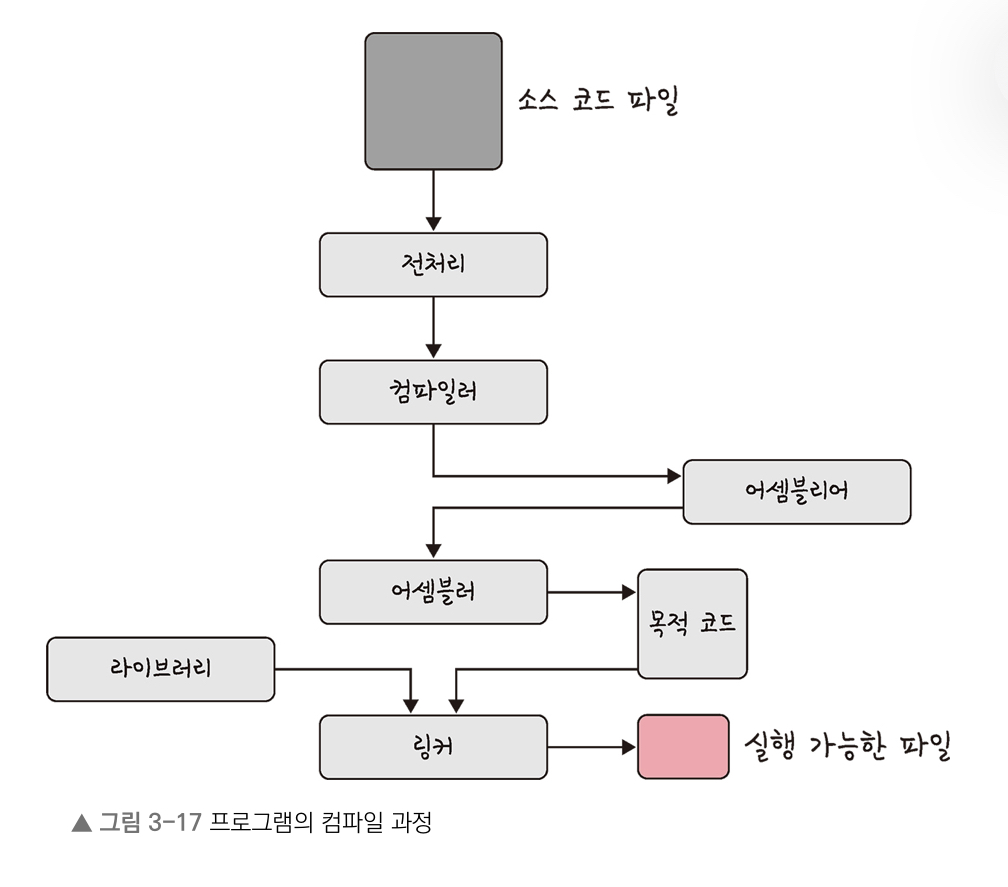 소스 코드 파일
전처리
컴파일러
어셈블리어
어셈블러
목적 코드
라이브러리
링커
실행 가능한 파일
▲ 그림 3-17 프로그램의 컴파일 과정